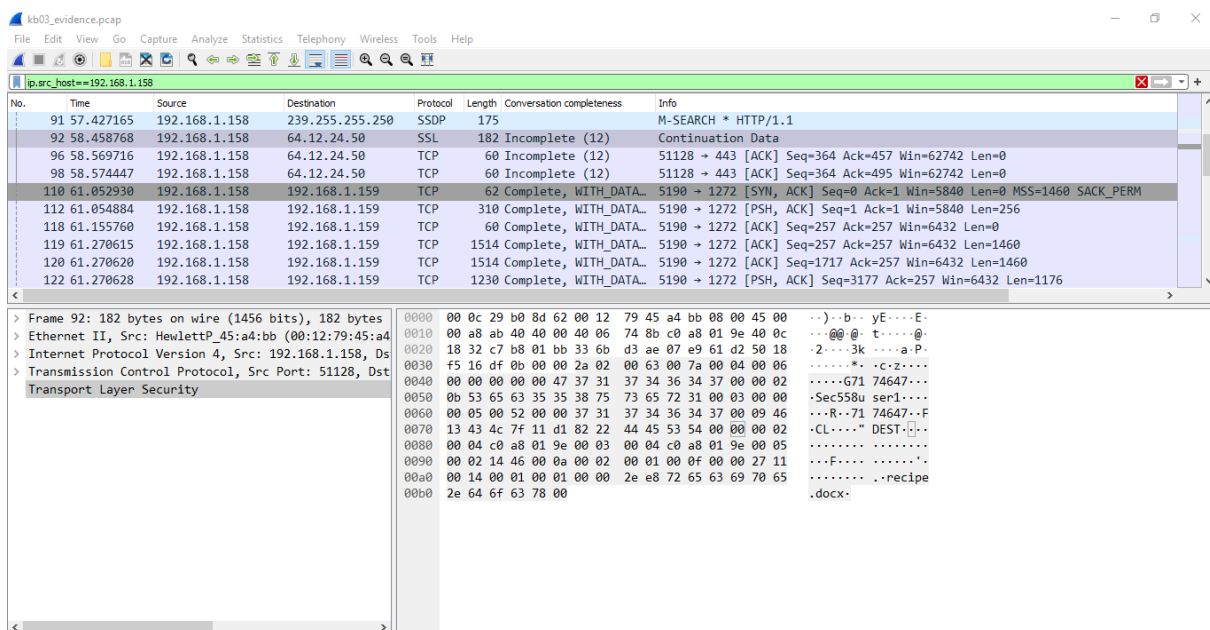 kb03_evidence.pcap
File Edit View Go Capture Analyze Statistics Telephony Wireless Tools Help
ip.src_host==192.168.1.158
No. Time Source Destination Protocol Length Conversation completeness Info
91 57.427165 192.168.1.158 239.255.255.250 SSDP 175 M-SEARCH * HTTP/1.1
92 58.458768 192.168.1.158 64.12.24.50 SSL 182 Incomplete (12) Continuation Data
96 58.569716 192.168.1.158 64.12.24.50 TCP 60 Incomplete (12) 51128 → 443 [ACK] Seq=364 Ack=457 Win=62742 Len=0
98 58.574447 192.168.1.158 64.12.24.50 TCP 60 Incomplete (12) 51128 → 443 [ACK] Seq=364 Ack=495 Win=62742 Len=0
110 61.052930 192.168.1.158 192.168.1.159 TCP 62 Complete, WITH_DATA… 5190 → 1272 [SYN, ACK] Seq=0 Ack=1 Win=5840 Len=0 MSS=1460 SACK_PERM
112 61.054884 192.168.1.158 192.168.1.159 TCP 310 Complete, WITH_DATA… 5190 → 1272 [PSH, ACK] Seq=1 Ack=1 Win=5840 Len=256
118 61.155760 192.168.1.158 192.168.1.159 TCP 60 Complete, WITH_DATA… 5190 → 1272 [ACK] Seq=257 Ack=257 Win=6432 Len=0
119 61.270615 192.168.1.158 192.168.1.159 TCP 1514 Complete, WITH_DATA… 5190 → 1272 [ACK] Seq=257 Ack=257 Win=6432 Len=1460
120 61.270620 192.168.1.158 192.168.1.159 TCP 1514 Complete, WITH_DATA… 5190 → 1272 [ACK] Seq=1717 Ack=257 Win=6432 Len=1460
122 61.270628 192.168.1.158 192.168.1.159 TCP 1230 Complete, WITH_DATA… 5190 → 1272 [PSH, ACK] Seq=3177 Ack=257 Win=6432 Len=1176
> Frame 92: 182 bytes on wire (1456 bits), 182 bytes
> Ethernet II, Src: HewlettP_45:a4:bb (00:12:79:45:a4
> Internet Protocol Version 4, Src: 192.168.1.158, Ds
> Transmission Control Protocol, Src Port: 51128, Dst
Transport Layer Security
0000 00 0c 29 b0 8d 62 00 12 79 45 a4 bb 08 00 45 00 ··)··b·· yE····E·
0010 00 a8 ab 40 40 00 40 06 74 8b c0 a8 01 9e 40 0c ···@@·@· t·····@·
0020 18 32 c7 b8 01 bb 33 6b d3 ae 07 e9 61 d2 50 18 ·2····3k ····a·P·
0030 f5 16 df 0b 00 00 2a 02 00 63 00 7a 00 04 00 06 ······*· ·c·z····
0040 00 00 00 00 00 47 37 31 37 34 36 34 37 00 00 02 ·····G71 74647···
0050 0b 53 65 63 35 35 38 75 73 65 72 31 00 03 00 00 ·Sec558u ser1····
0060 00 05 00 52 00 00 37 31 37 34 36 34 37 00 09 46 ···R··71 74647··F
0070 13 43 4c 7f 11 d1 82 22 44 45 53 54 00 00 00 02 ·CL····" DEST····
0080 00 04 c0 a8 01 9e 00 03 00 04 c0 a8 01 9e 00 05 ········ ········
0090 00 02 14 46 00 0a 00 02 00 01 00 0f 00 00 27 11 ···F···· ······'·
00a0 00 14 00 01 00 01 00 00 2e e8 72 65 63 69 70 65 ········ .·recipe
00b0 2e 64 6f 63 78 00 .docx·